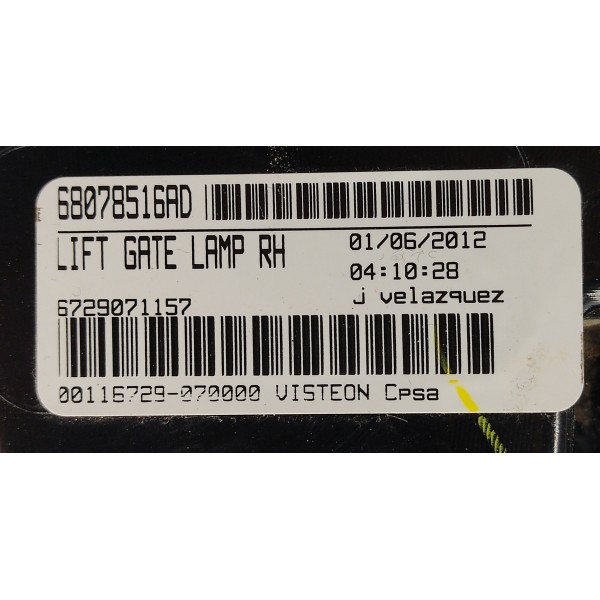 68078516AD
LIFT GATE LAMP RH
01/06/2012
04:10:28
j velazquez
6729071157
00116729-070000 VISTEON Cpsa